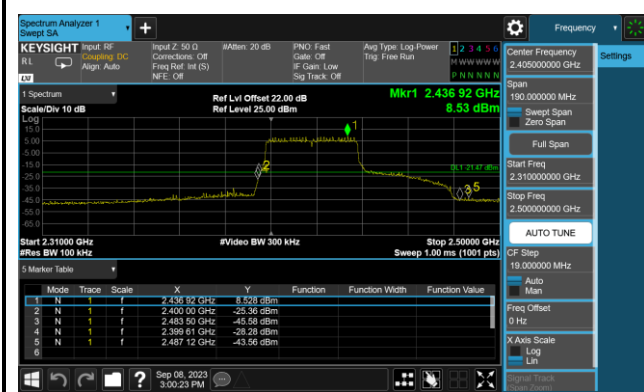 Spectrum Analyzer 1
Swept SA
Frequency
KEYSIGHT Input: RF Input Z: 50 Ω #Atten: 20 dB PNO: Fast Avg Type: Log-Power 1 2 3 4 5 6
RL Coupling: DC Corrections: Off Gate: Off Trig: Free Run M W W W W W
Align: Auto Freq Ref: Int (S) IF Gain: Low P N N N N N
LXI NFE: Off Sig Track: Off
1 Spectrum Ref Lvl Offset 22.00 dB Mkr1 2.436 92 GHz
Scale/Div 10 dB Ref Level 25.00 dBm 8.53 dBm
Log
15.0
5.00
-5.00
-15.0
-25.0
-35.0
-45.0
-55.0
-65.0
1
2
3 5
DL1 -21.47 dBm
Start 2.31000 GHz #Video BW 300 kHz Stop 2.50000 GHz
#Res BW 100 kHz Sweep 1.00 ms (1001 pts)
5 Marker Table
Mode Trace Scale X Y Function Function Width Function Value
1 N 1 f 2.436 92 GHz 8.528 dBm
2 N 1 f 2.400 00 GHz -25.36 dBm
3 N 1 f 2.483 50 GHz -45.58 dBm
4 N 1 f 2.399 61 GHz -28.28 dBm
5 N 1 f 2.487 12 GHz -43.56 dBm
6
Sep 08, 2023
3:00:23 PM
Center Frequency
2.405000000 GHz
Settings
Span
190.000000 MHz
Swept Span
Zero Span
Full Span
Start Freq
2.310000000 GHz
Stop Freq
2.500000000 GHz
AUTO TUNE
CF Step
19.000000 MHz
Auto
Man
Freq Offset
0 Hz
X Axis Scale
Log
Lin
Signal Track
(Span Zoom)